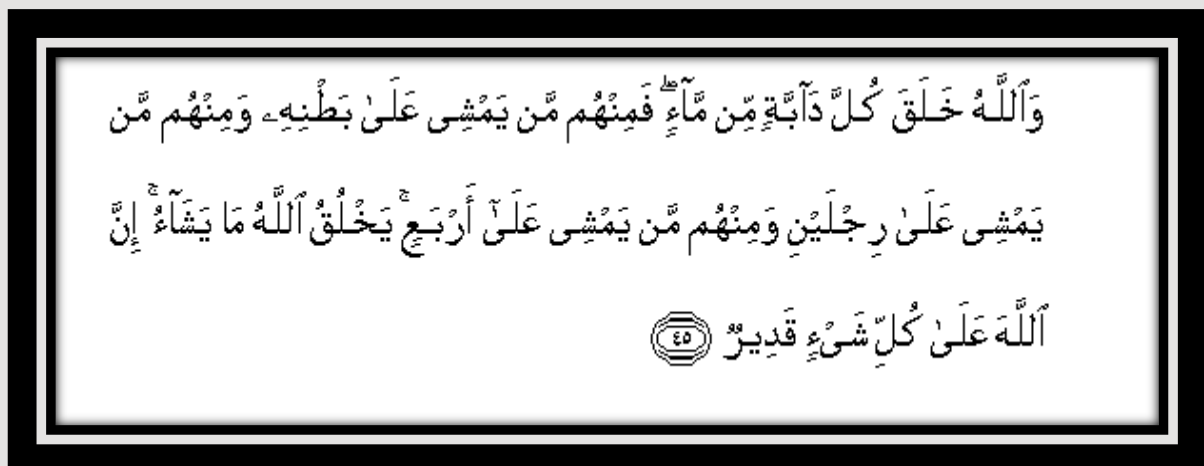 وَٱللَّهُ خَلَقَ كُلَّ دَآبَّةٍ مِّن مَّآءٍ ۖ فَمِنْهُم مَّن يَمْشِى عَلَىٰ بَطْنِهِۦ وَمِنْهُم مَّن
يَمْشِى عَلَىٰ رِجْلَيْنِ وَمِنْهُم مَّن يَمْشِى عَلَىٰٓ أَرْبَعٍ ۚ يَخْلُقُ ٱللَّهُ مَا يَشَآءُ ۚ إِنَّ
ٱللَّهَ عَلَىٰ كُلِّ شَىْءٍ قَدِيرٌ ﴿٤٥﴾